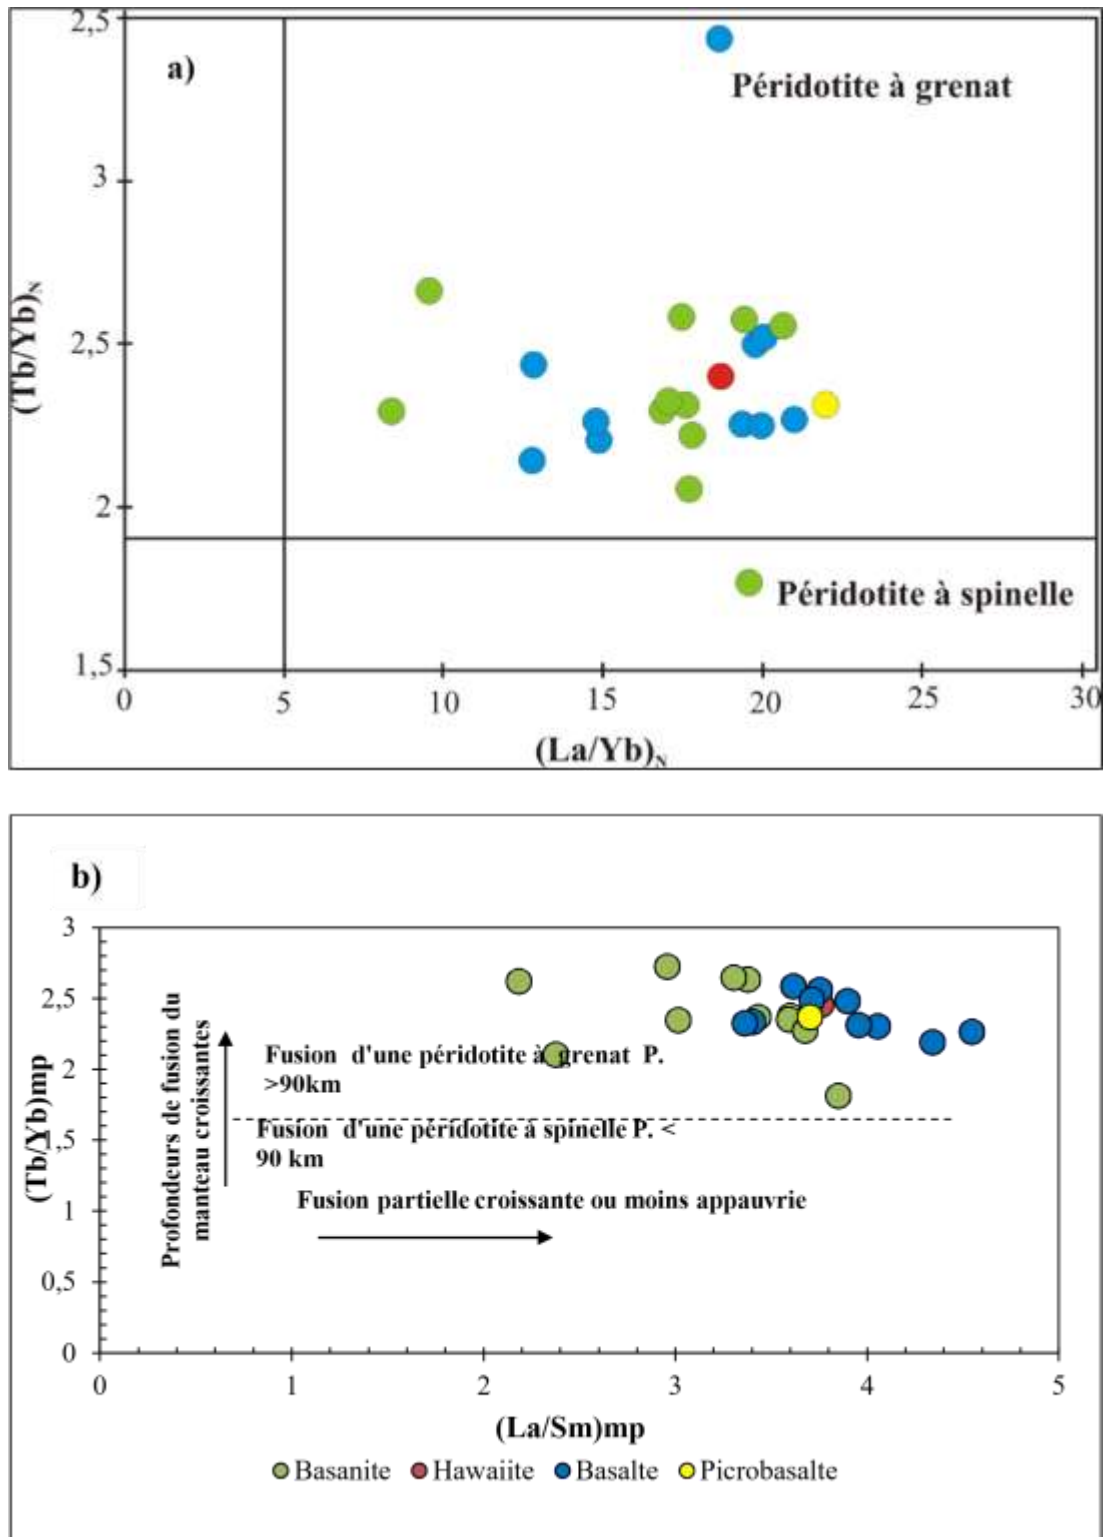 2,5
a)
Péridotite à grenat
3
(Tb/Yb)N
2,5
2
Péridotite à spinelle
1,5
0
5
10
15
20
25
30
(La/Yb)N
b)
3
Profondeurs de fusion du
manteau croissantes
2,5
Fusion d'une péridotite à grenat P.
>90km
2
(Tb/Yb)mp
1,5
Fusion d'une péridotite á spinelle P. <
90 km
Fusion partielle croissante ou moins appauvrie
1
0,5
0
0
1
2
3
4
5
(La/Sm)mp
Basanite Hawaiite Basalte Picrobasalte